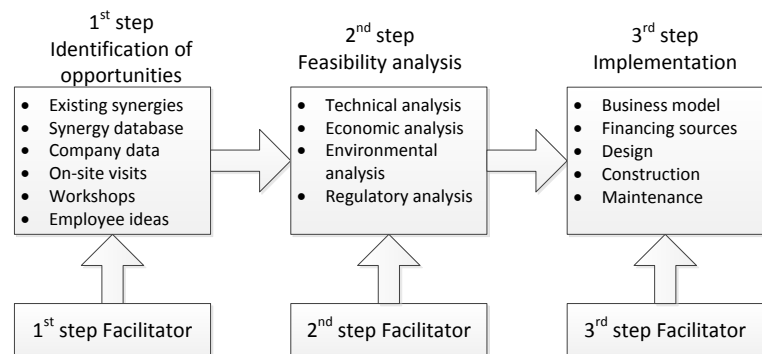 1st step
Identification of
opportunities
• Existing synergies
• Synergy database
• Company data
• On-site visits
• Workshops
• Employee ideas
1st step Facilitator
2nd step
Feasibility analysis
• Technical analysis
• Economic analysis
• Environmental
analysis
• Regulatory analysis
2nd step Facilitator
3rd step
Implementation
• Business model
• Financing sources
• Design
• Construction
• Maintenance
3rd step Facilitator